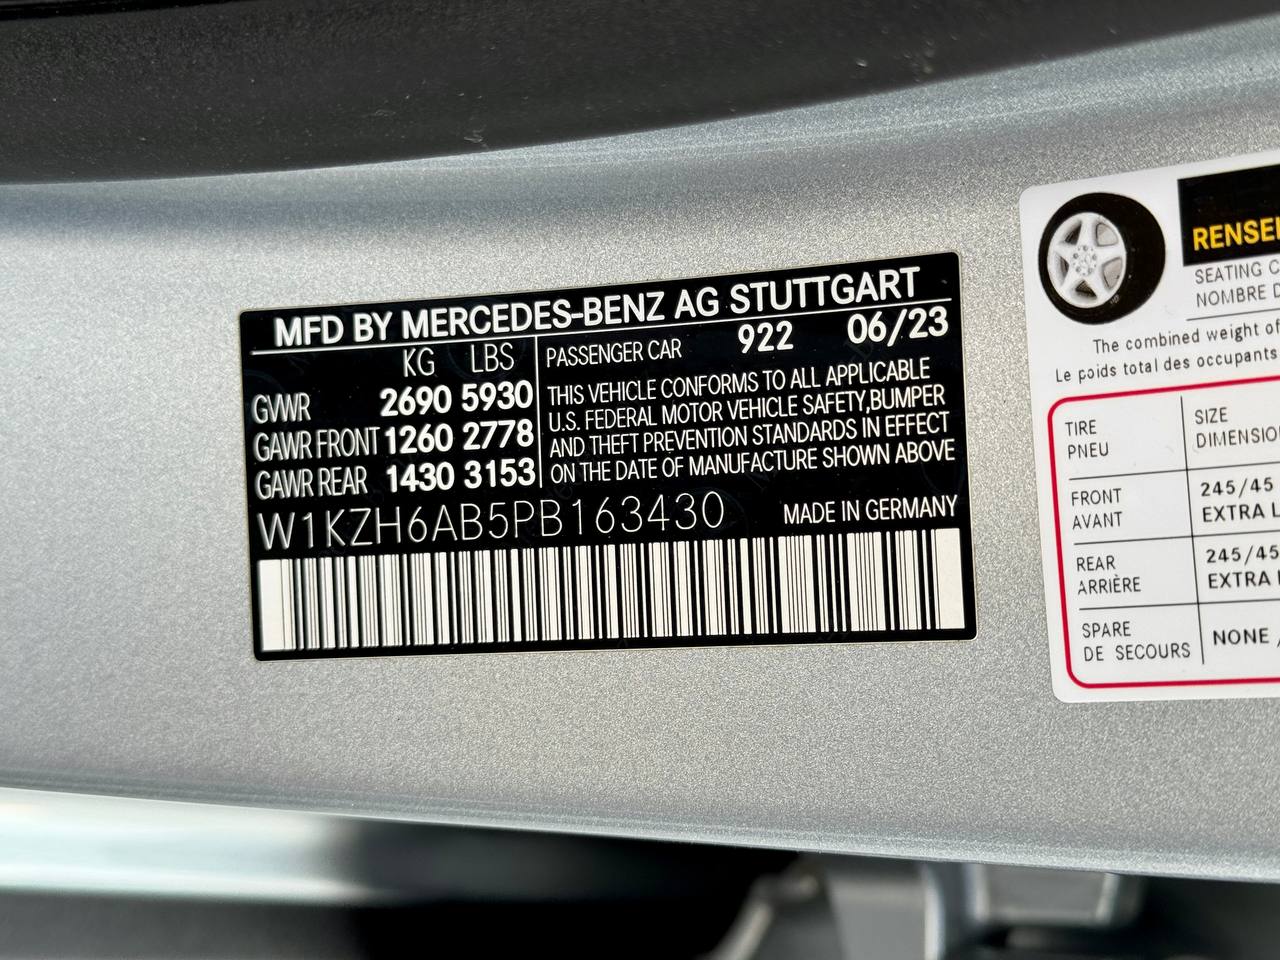 MFD BY MERCEDES-BENZ AG STUTTGART
KG LBS
GVWR 2690 5930
GAWR FRONT 1260 2778
GAWR REAR 1430 3153
PASSENGER CAR 922 06/23
THIS VEHICLE CONFORMS TO ALL APPLICABLE
U.S. FEDERAL MOTOR VEHICLE SAFETY,BUMPER
AND THEFT PREVENTION STANDARDS IN EFFECT
ON THE DATE OF MANUFACTURE SHOWN ABOVE
W1KZH6AB5PB163430 MADE IN GERMANY
SEATING
NOMBRE
The combined weight of
Le poids total des occupants
TIRE SIZE
PNEU
FRONT 245/45
AVANT EXTRA
REAR 245/45
ARRIÈRE EXTRA
SPARE NONE
DE SECOURS